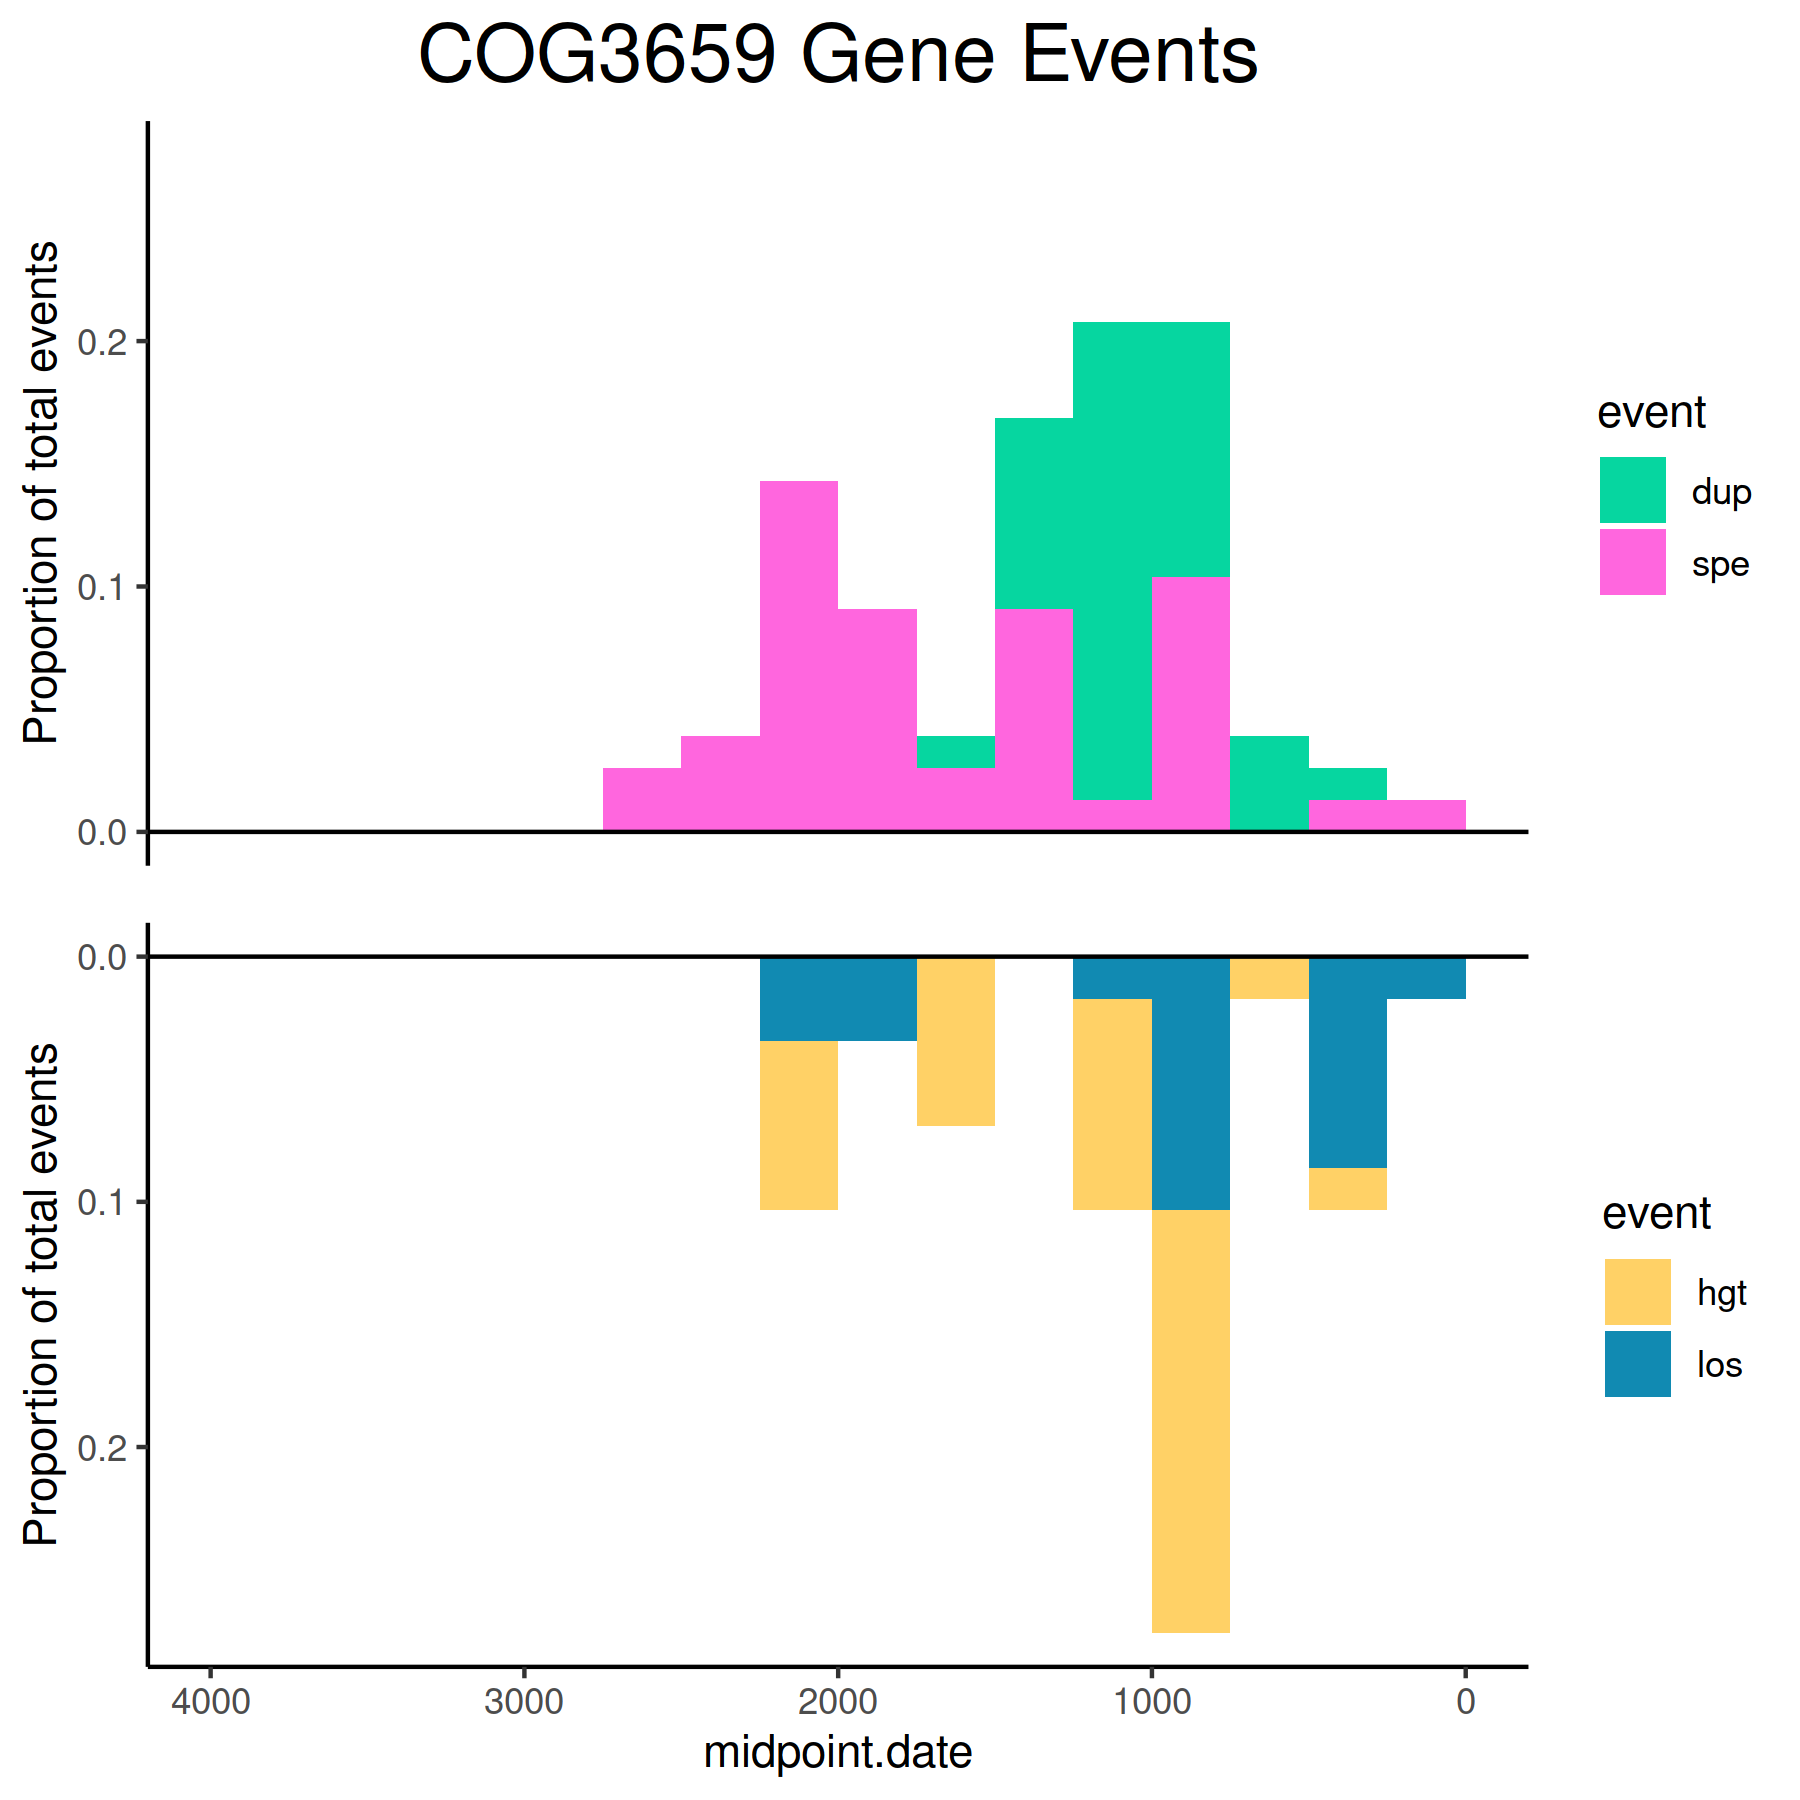 COG3659 Gene Events
Proportion of total events
0.2
0.1
0.0
event
dup
spe
Proportion of total events
0.0
0.1
0.2
event
hgt
los
4000 3000 2000 1000 0
midpoint.date